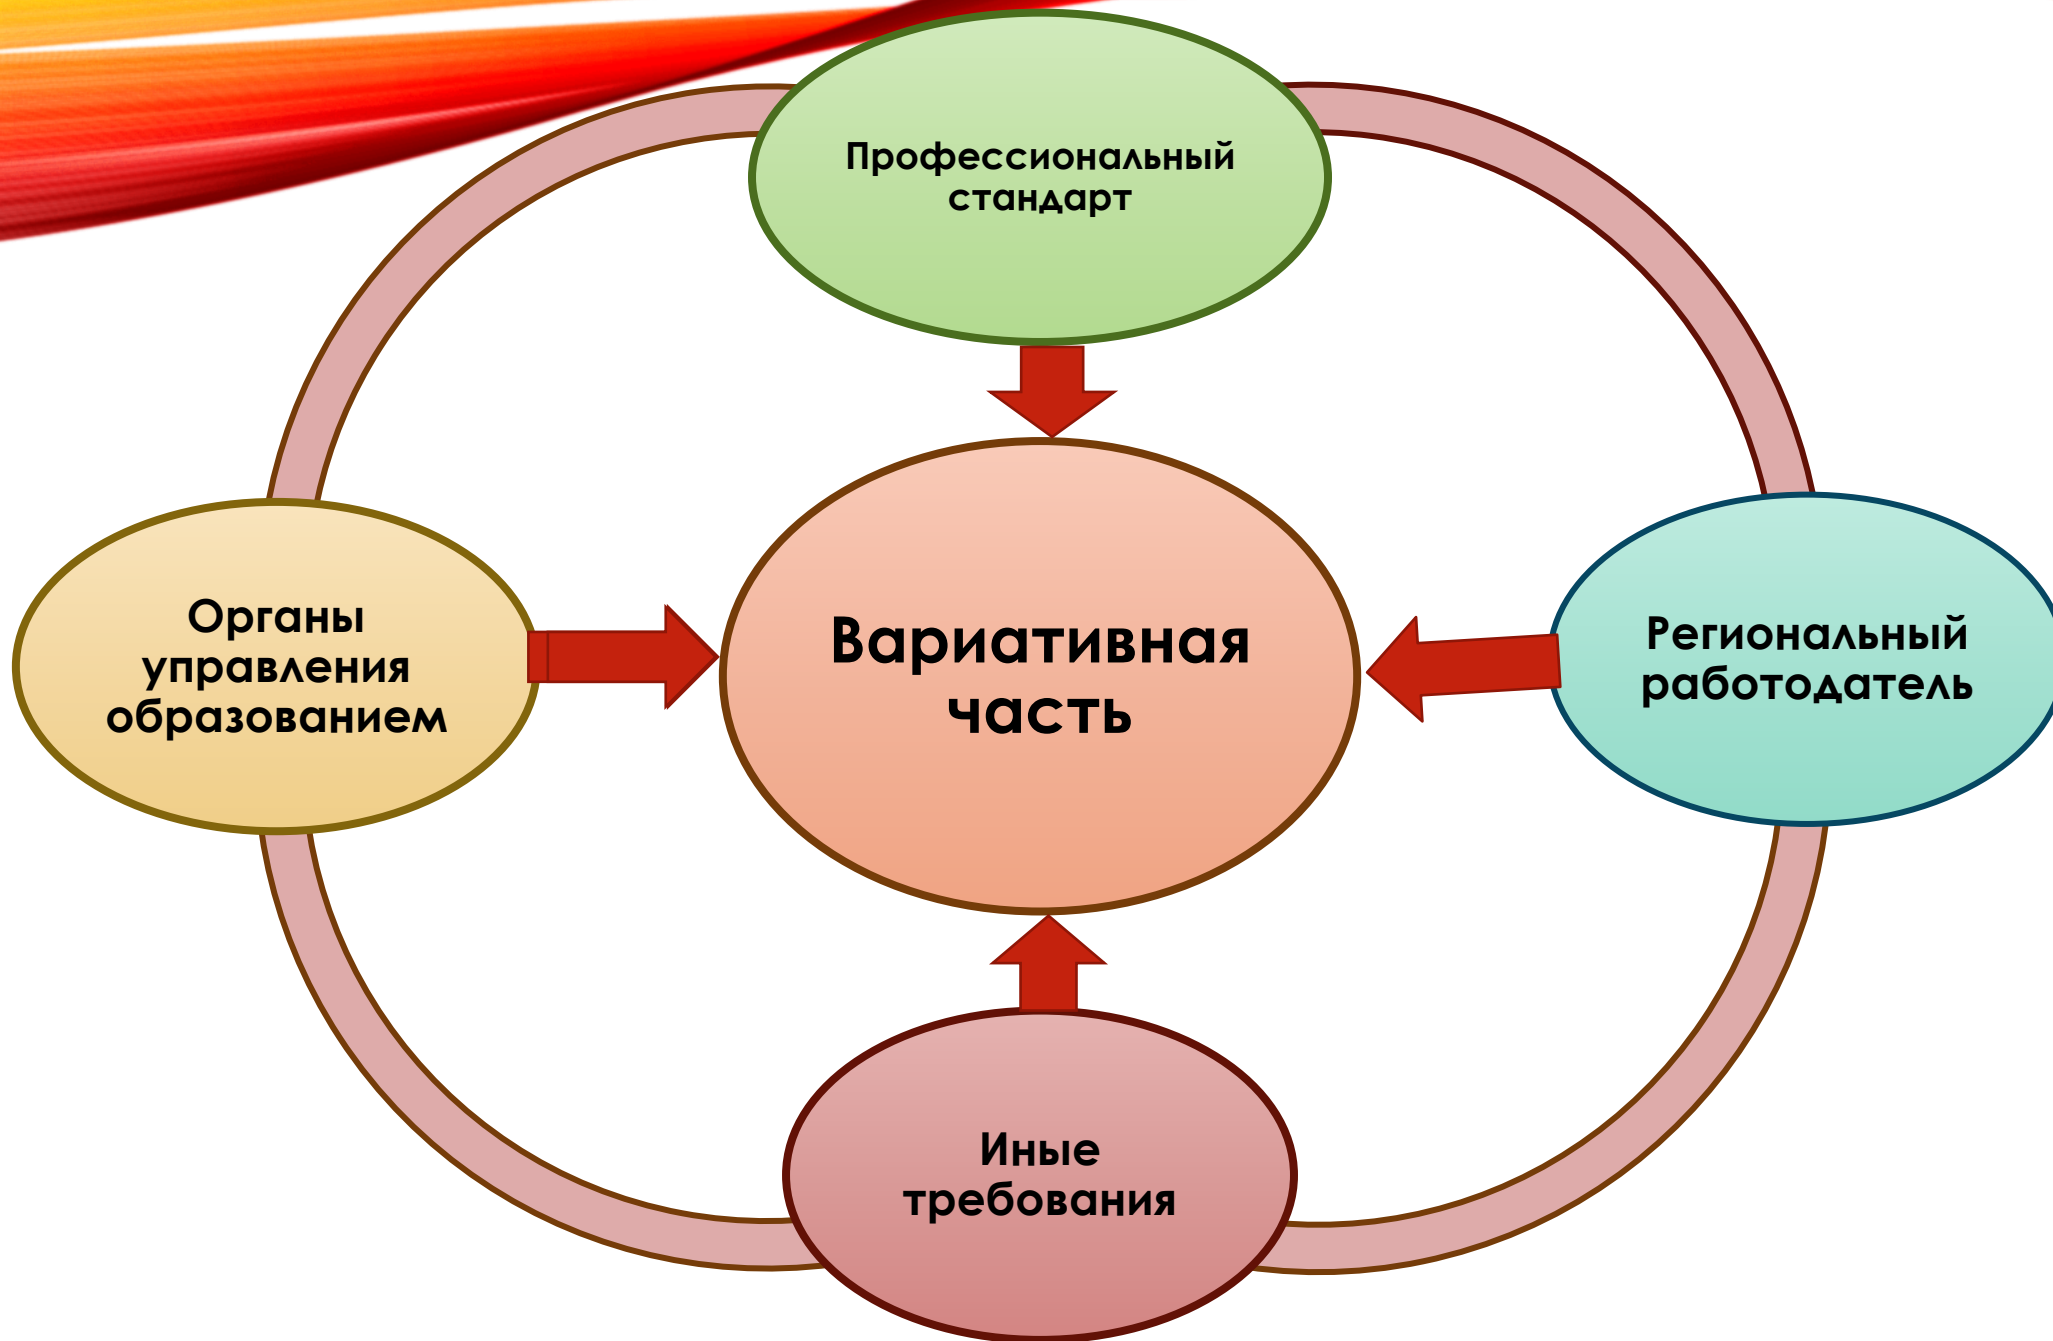 Профессиональный
стандарт
Органы
управления
образованием
Вариативная
часть
Региональный
работодатель
Иные
требования